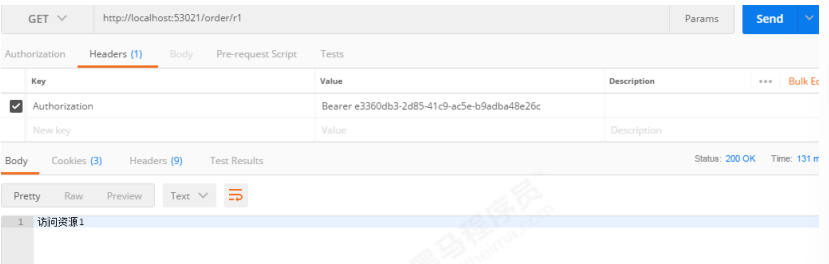 GET http://localhost:53021/order/r1 Params Send
Authorization Headers (1) Body Pre-request Script Tests
Key Value Description ••• Bulk Ec
Authorization Bearer e3360db3-2d85-41c9-ac5e-b9adba48e26c
New key Value Description
Body Cookies (3) Headers (9) Test Results Status: 200 OK Time: 131 m
Pretty Raw Preview Text
1 访问资源1
黑马程序员